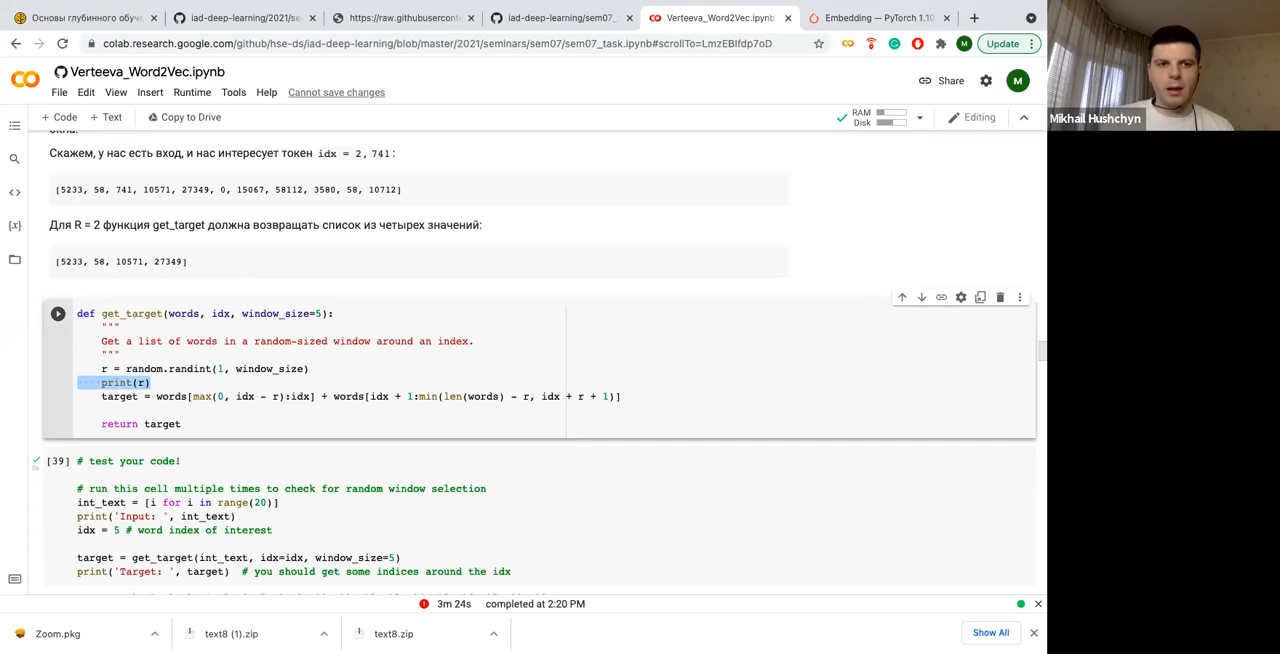 Основы глубинного обуче
iad-deep-learning/2021/sem
https://raw.githubusercont
iad-deep-learning/sem07_
Verteeva_Word2Vec.ipynb
Embedding — PyTorch 1.10
colab.research.google.com/github/hse-ds/iad-deep-learning/blob/master/2021/seminars/sem07/sem07_task.ipynb#scrollTo=LmzEBIfdp7oD
M
Update
Verteeva_Word2Vec.ipynb
Share
M
File Edit View Insert Runtime Tools Help Cannot save changes
+ Code + Text Copy to Drive
RAM
Disk
Editing
окна.
Скажем, у нас есть вход, и нас интересует токен idx = 2, 741:
[5233, 58, 741, 10571, 27349, 0, 15067, 58112, 3580, 58, 10712]
Для R = 2 функция get_target должна возвращать список из четырех значений:
[5233, 58, 10571, 27349]
def get_target(words, idx, window_size=5):
"""
Get a list of words in a random-sized window around an index.
"""
r = random.randint(1, window_size)
print(r)
target = words[max(0, idx - r):idx] + words[idx + 1:min(len(words) - r, idx + r + 1)]
return target
[39] # test your code!
# run this cell multiple times to check for random window selection
int_text = [i for i in range(20)]
print('Input: ', int_text)
idx = 5 # word index of interest
target = get_target(int_text, idx=idx, window_size=5)
print('Target: ', target) # you should get some indices around the idx
3m 24s completed at 2:20 PM
Zoom.pkg
text8 (1).zip
text8.zip
Show All
Mikhail Hushchyn